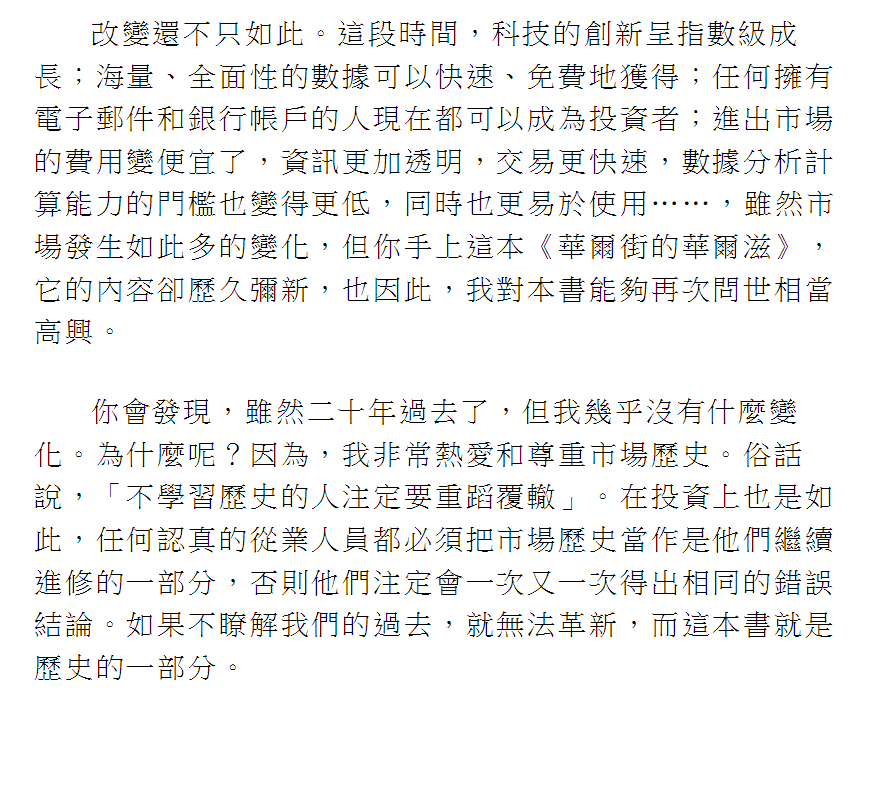 改變還不只如此。這段時間，科技的創新呈指數級成
長；海量、全面性的數據可以快速、免費地獲得；任何擁有
電子郵件和銀行帳戶的人現在都可以成為投資者；進出市場
的費用變便宜了，資訊更加透明，交易更快速，數據分析計
算能力的門檻也變得更低，同時也更易於使用……，雖然市
場發生如此多的變化，但你手上這本《華爾街的華爾滋》，
它的內容卻歷久彌新，也因此，我對本書能夠再次問世相當
高興。
你會發現，雖然二十年過去了，但我幾乎沒有什麼變
化。為什麼呢？因為，我非常熱愛和尊重市場歷史。俗話
說，「不學習歷史的人注定要重蹈覆轍」。在投資上也是如
此，任何認真的從業人員都必須把市場歷史當作是他們繼續
進修的一部分，否則他們注定會一次又一次得出相同的錯誤
結論。如果不瞭解我們的過去，就無法革新，而這本書就是
歷史的一部分。